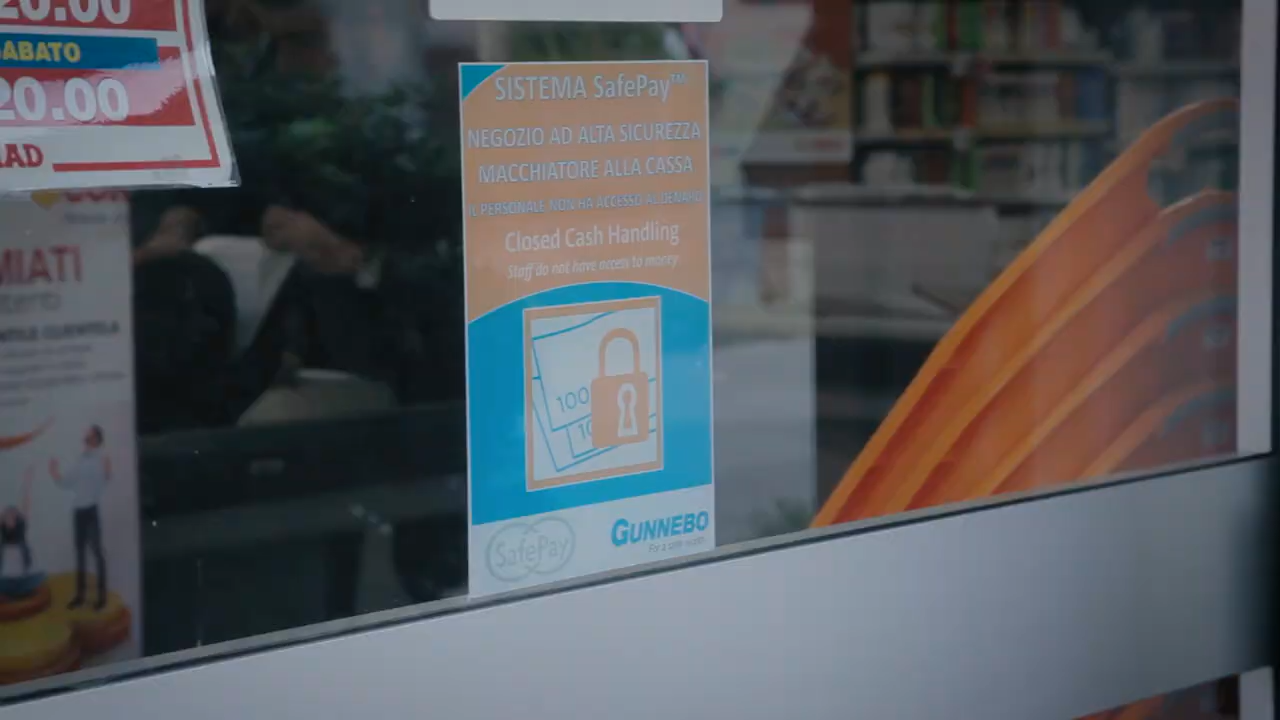 20.00
SABATO
20.00
SISTEMA SafePay™
NEGOZIO AD ALTA SICUREZZA
MACCHIATORE ALLA CASSA
IL PERSONALE NON HA ACCESSO AL DENARO
Closed Cash Handling
Staff do not have access to money
100
SafePay
GUNNEBO
For a safer world
MIATI